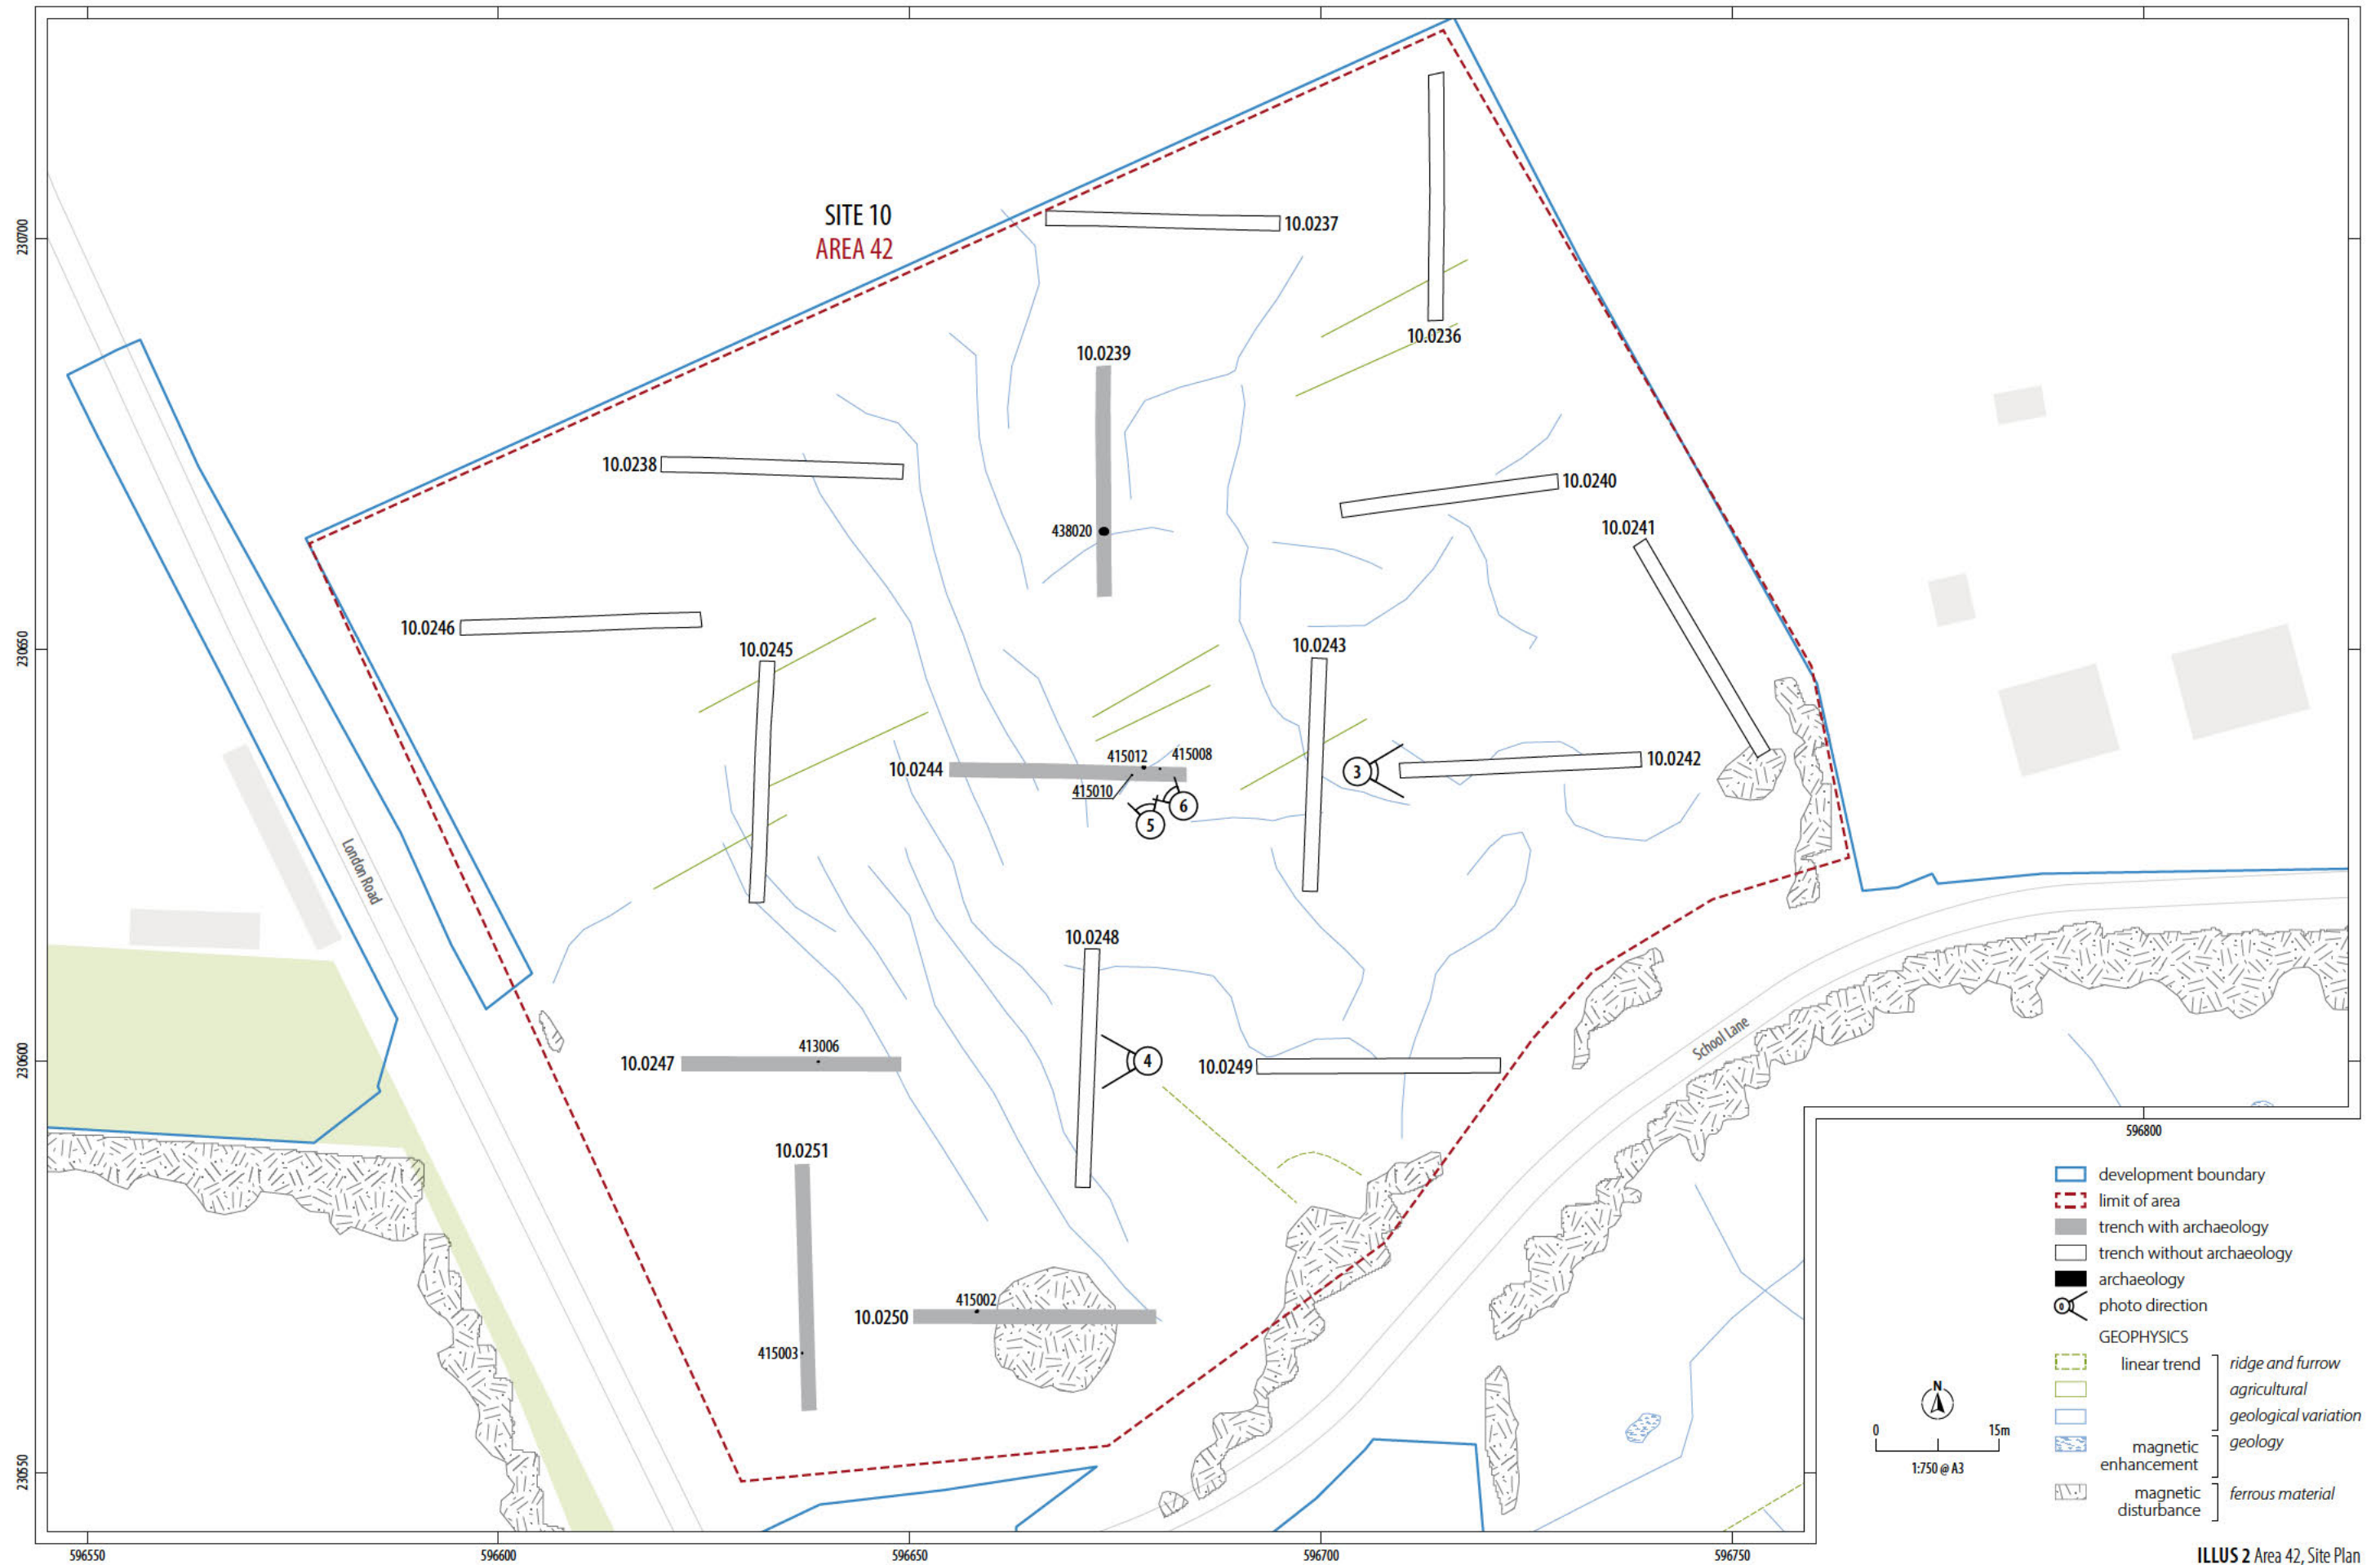 SITE 10
AREA 42
10.0237
10.0236
10.0239
10.0238
10.0240
438020
10.0241
10.0246
10.0245
10.0243
10.0244
415012
415008
415010
3
10.0242
6
5
London Road
10.0248
4
10.0247
413006
10.0249
School Lane
10.0251
10.0250
415002
415003
230700
230650
230600
230550
596550
596600
596650
596700
596750
596800
development boundary
limit of area
trench with archaeology
trench without archaeology
archaeology
0 photo direction
GEOPHYSICS
linear trend ridge and furrow
agricultural
geological variation
magnetic enhancement geology
magnetic disturbance ferrous material
N
0 15m
1:750 @ A3
ILLUS 2 Area 42, Site Plan